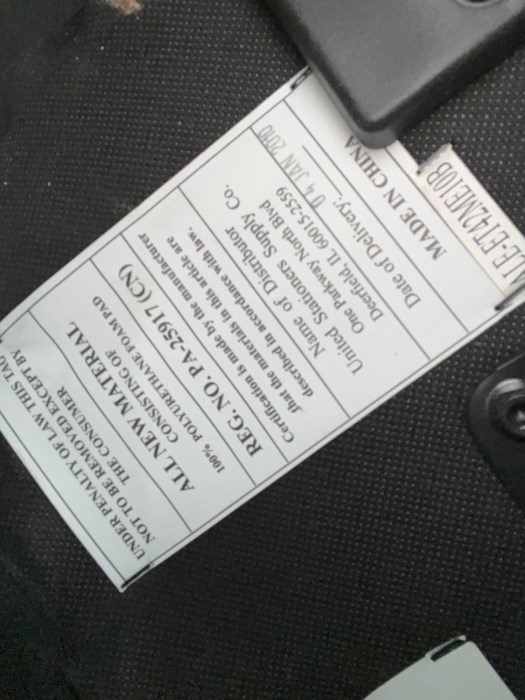 UNDER PENALTY OF LAW THIS TAG
NOT TO BE REMOVED EXCEPT BY
THE CONSUMER
ALL NEW MATERIAL
CONSISTING OF
100% POLYURETHANE FOAM PAD
REG. NO. PA-25917 (CN)
Certification is made by the manufacturer
that the materials in this article are
described in accordance with law.
Name of Distributor
United Stationers Supply Co.
One Parkway North Blvd
Deerfield, IL 60015-2559
Date of Delivery:
04 JAN 2010
MADE IN CHINA